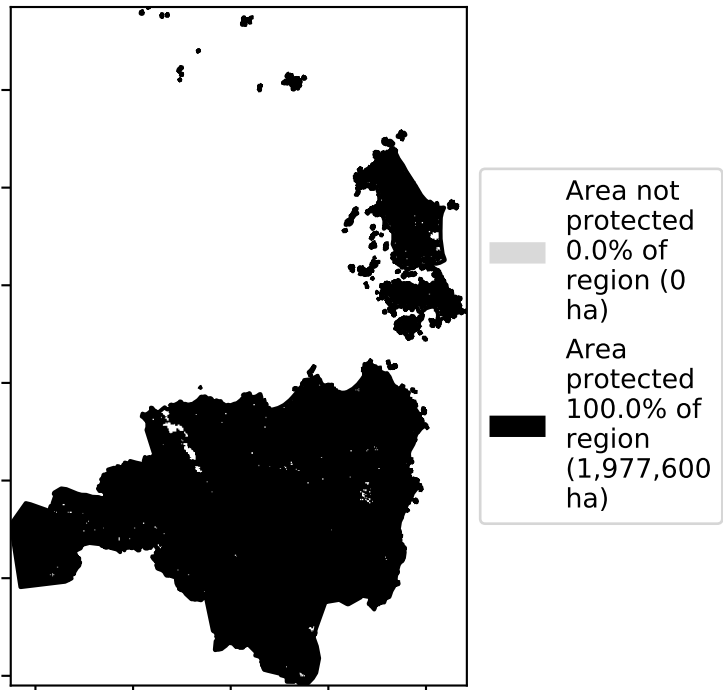 Area not
protected
0.0% of
region (0
ha)
Area
protected
100.0% of
region
(1,977,600
ha)